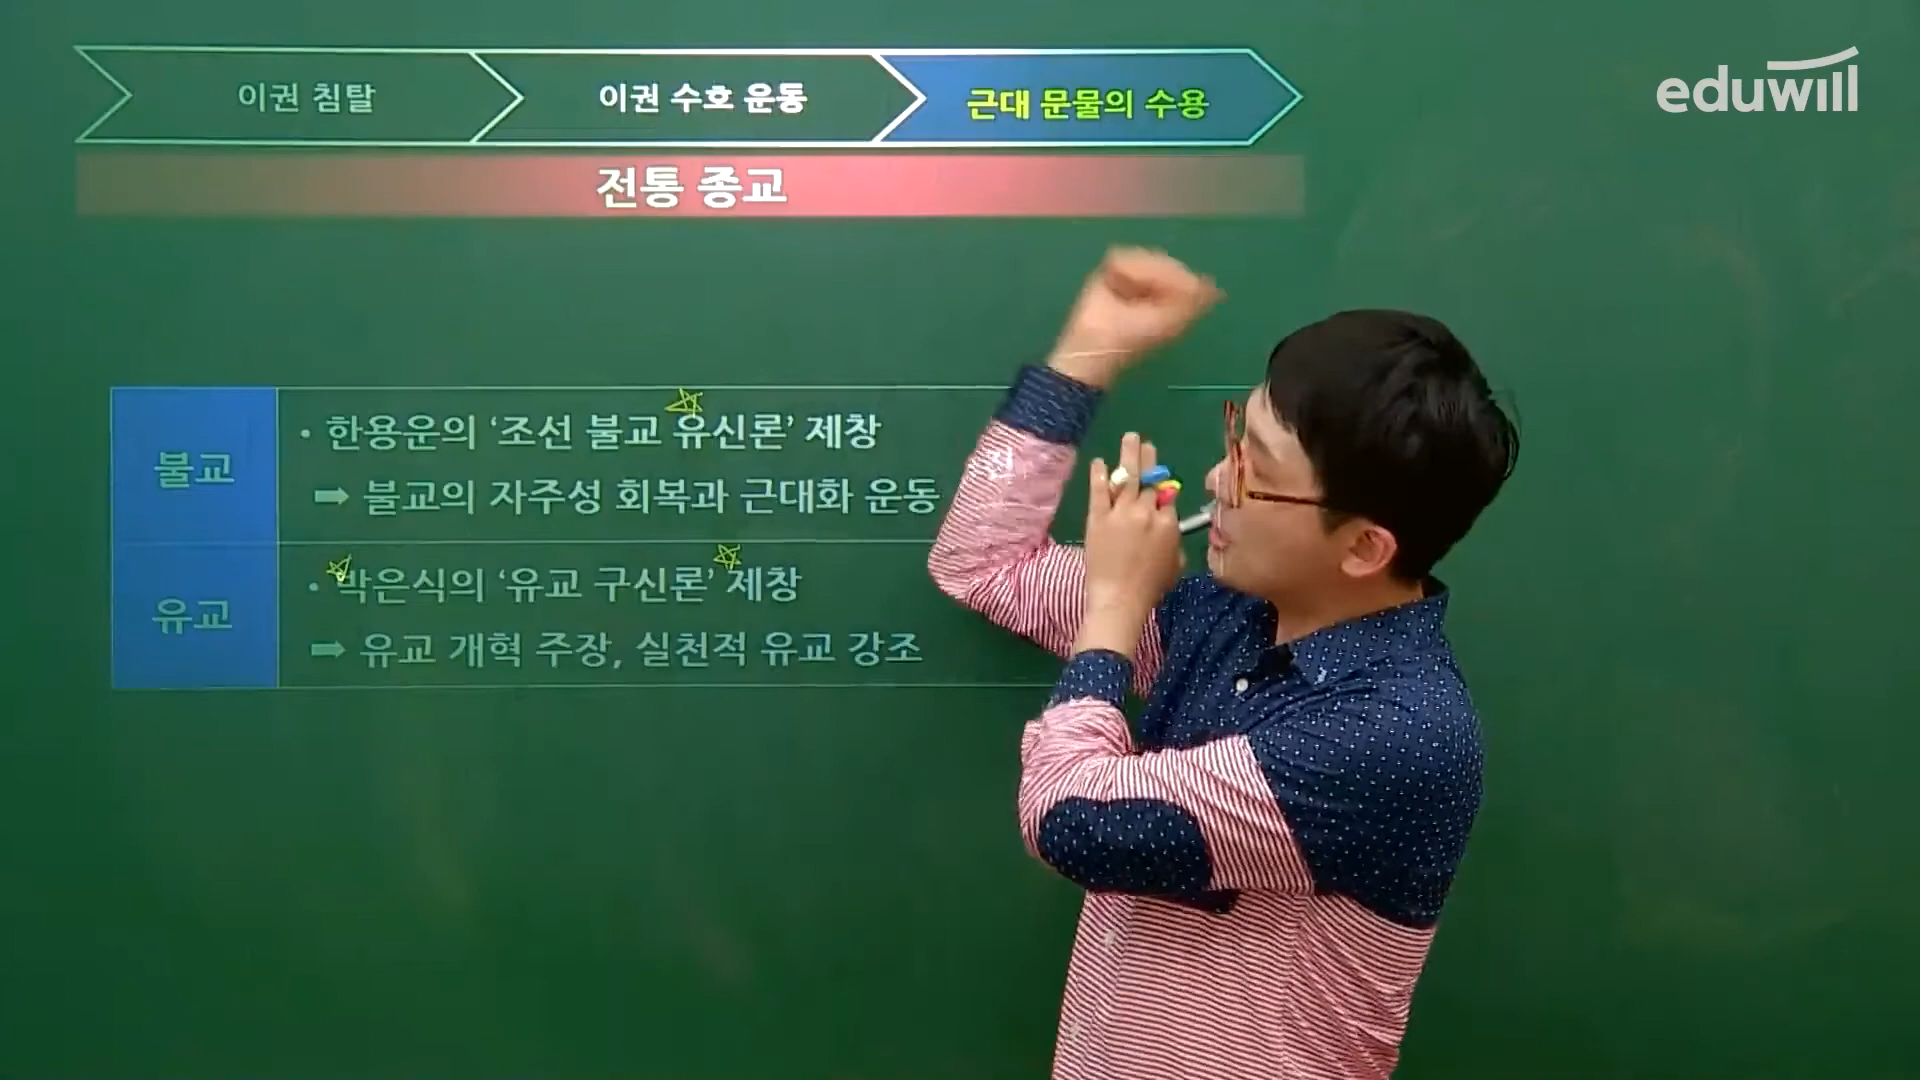 이권 침탈
이권 수호 운동
근대 문물의 수용
eduwill
전통 종교
불교
• 한용운의 ‘조선 불교 유신론’ 제창
➡ 불교의 자주성 회복과 근대화 운동
유교
• 박은식의 ‘유교 구신론’ 제창
➡ 유교 개혁 주장, 실천적 유교 강조